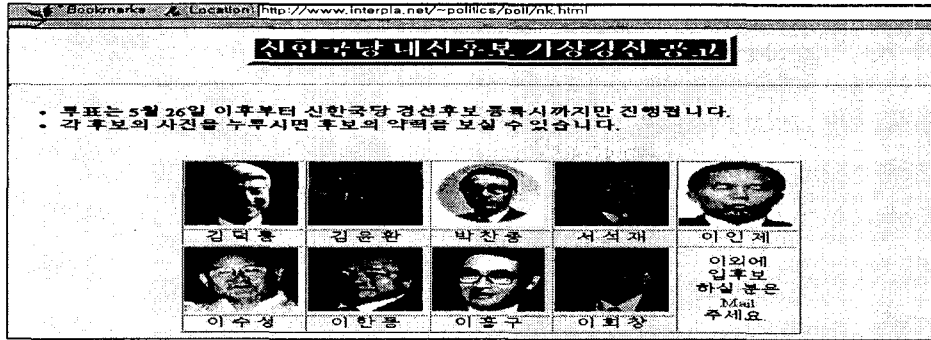 Bookmarks Location http://www.interpla.net/~politics/poll/nk.html
신한국당 대선후보 가상경선 공고
• 투표는 5월 26일 이후부터 신한국당 경선후보 등록시까지만 진행됩니다.
• 각 후보의 사진을 누루시면 후보의 약력을 보실 수 있습니다.
김덕룡 김윤환 박찬종 서석재 이인제
이수성 이한동 이홍구 이회창
이외에
입후보
하실 분은
Mail
주세요